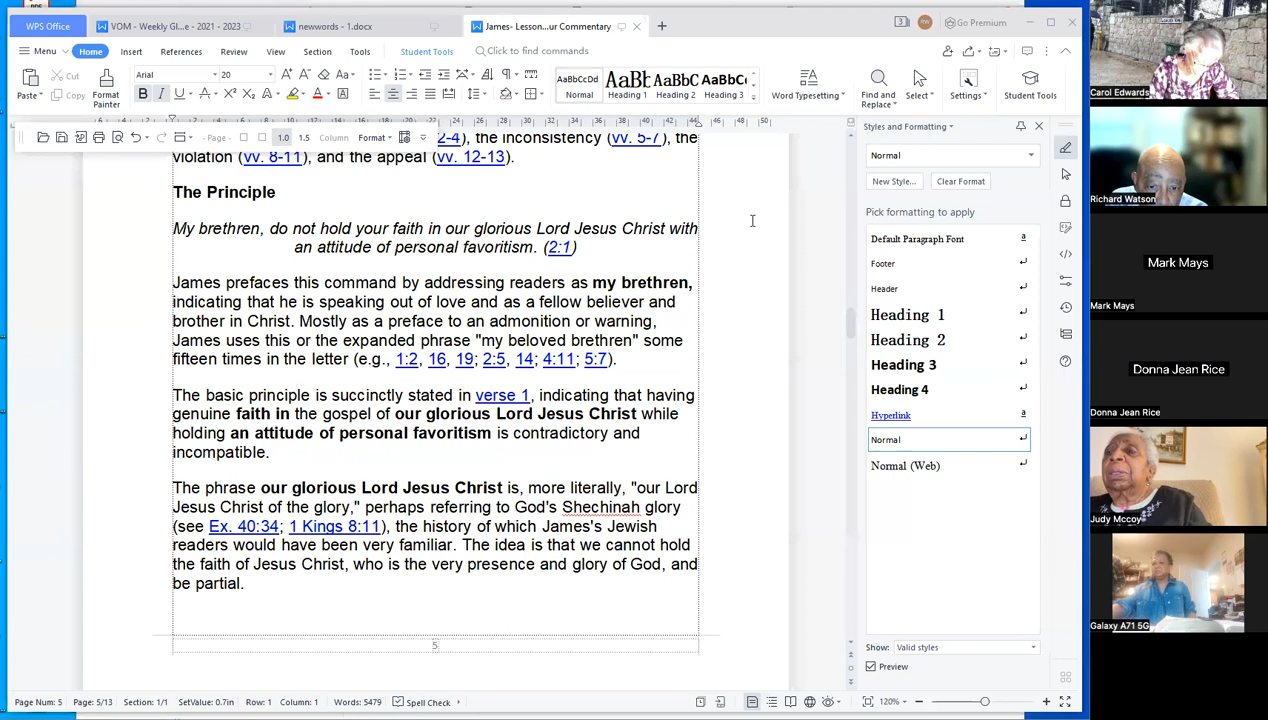 WPS Office
VOM - Weekly Gl...e - 2021 - 2023
newwords - 1.docx
James- Lesson...ur Commentary
Go Premium
Menu
Home
Insert
References
Review
View
Section
Tools
Student Tools
Click to find commands
Paste
Cut
Copy
Format Painter
Arial
20
AaBbCcDd
Normal
Heading 1
Heading 2
Heading 3
Word Typesetting
Find and Replace
Select
Settings
Student Tools
- Page -
1.0
1.5
Column
Format
2-4), the inconsistency (vv. 5-7), the
violation (vv. 8-11), and the appeal (vv. 12-13).
The Principle
My brethren, do not hold your faith in our glorious Lord Jesus Christ with
an attitude of personal favoritism. (2:1)
James prefaces this command by addressing readers as my brethren,
indicating that he is speaking out of love and as a fellow believer and
brother in Christ. Mostly as a preface to an admonition or warning,
James uses this or the expanded phrase "my beloved brethren" some
fifteen times in the letter (e.g., 1:2, 16, 19; 2:5, 14; 4:11; 5:7).
The basic principle is succinctly stated in verse 1, indicating that having
genuine faith in the gospel of our glorious Lord Jesus Christ while
holding an attitude of personal favoritism is contradictory and
incompatible.
The phrase our glorious Lord Jesus Christ is, more literally, "our Lord
Jesus Christ of the glory," perhaps referring to God's Shechinah glory
(see Ex. 40:34; 1 Kings 8:11), the history of which James's Jewish
readers would have been very familiar. The idea is that we cannot hold
the faith of Jesus Christ, who is the very presence and glory of God, and
be partial.
5
Styles and Formatting
Normal
New Style...
Clear Format
Pick formatting to apply
Default Paragraph Font
Footer
Header
Heading 1
Heading 2
Heading 3
Heading 4
Hyperlink
Normal
Normal (Web)
Show:
Valid styles
Preview
Page Num: 5
Page: 5/13
Section: 1/1
SetValue: 0.7in
Row: 1
Column: 1
Words: 5479
Spell Check
120%
Carol Edwards
Richard Watson
Mark Mays
Mark Mays
Donna Jean Rice
Donna Jean Rice
Judy Mccoy
Galaxy A71 5G